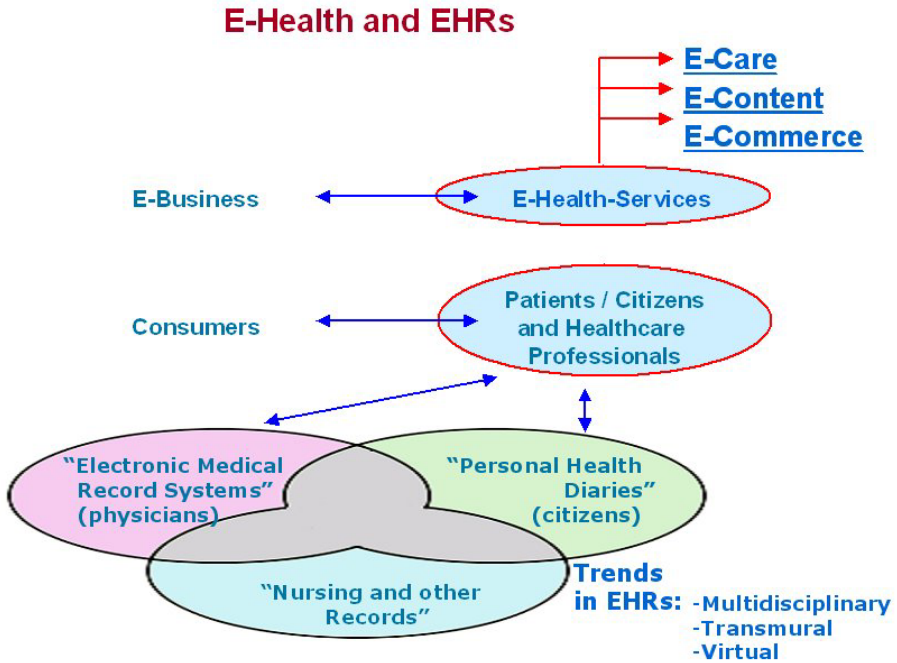 E-Health and EHRs
E-Care
E-Content
E-Commerce
E-Business
E-Health-Services
Patients / Citizens
and Healthcare
Professionals
Consumers
“Electronic Medical
Record Systems”
(physicians)
“Personal Health
Diaries”
(citizens)
“Nursing and other
Records”
Trends
in EHRs:
-Multidisciplinary
-Transmural
-Virtual